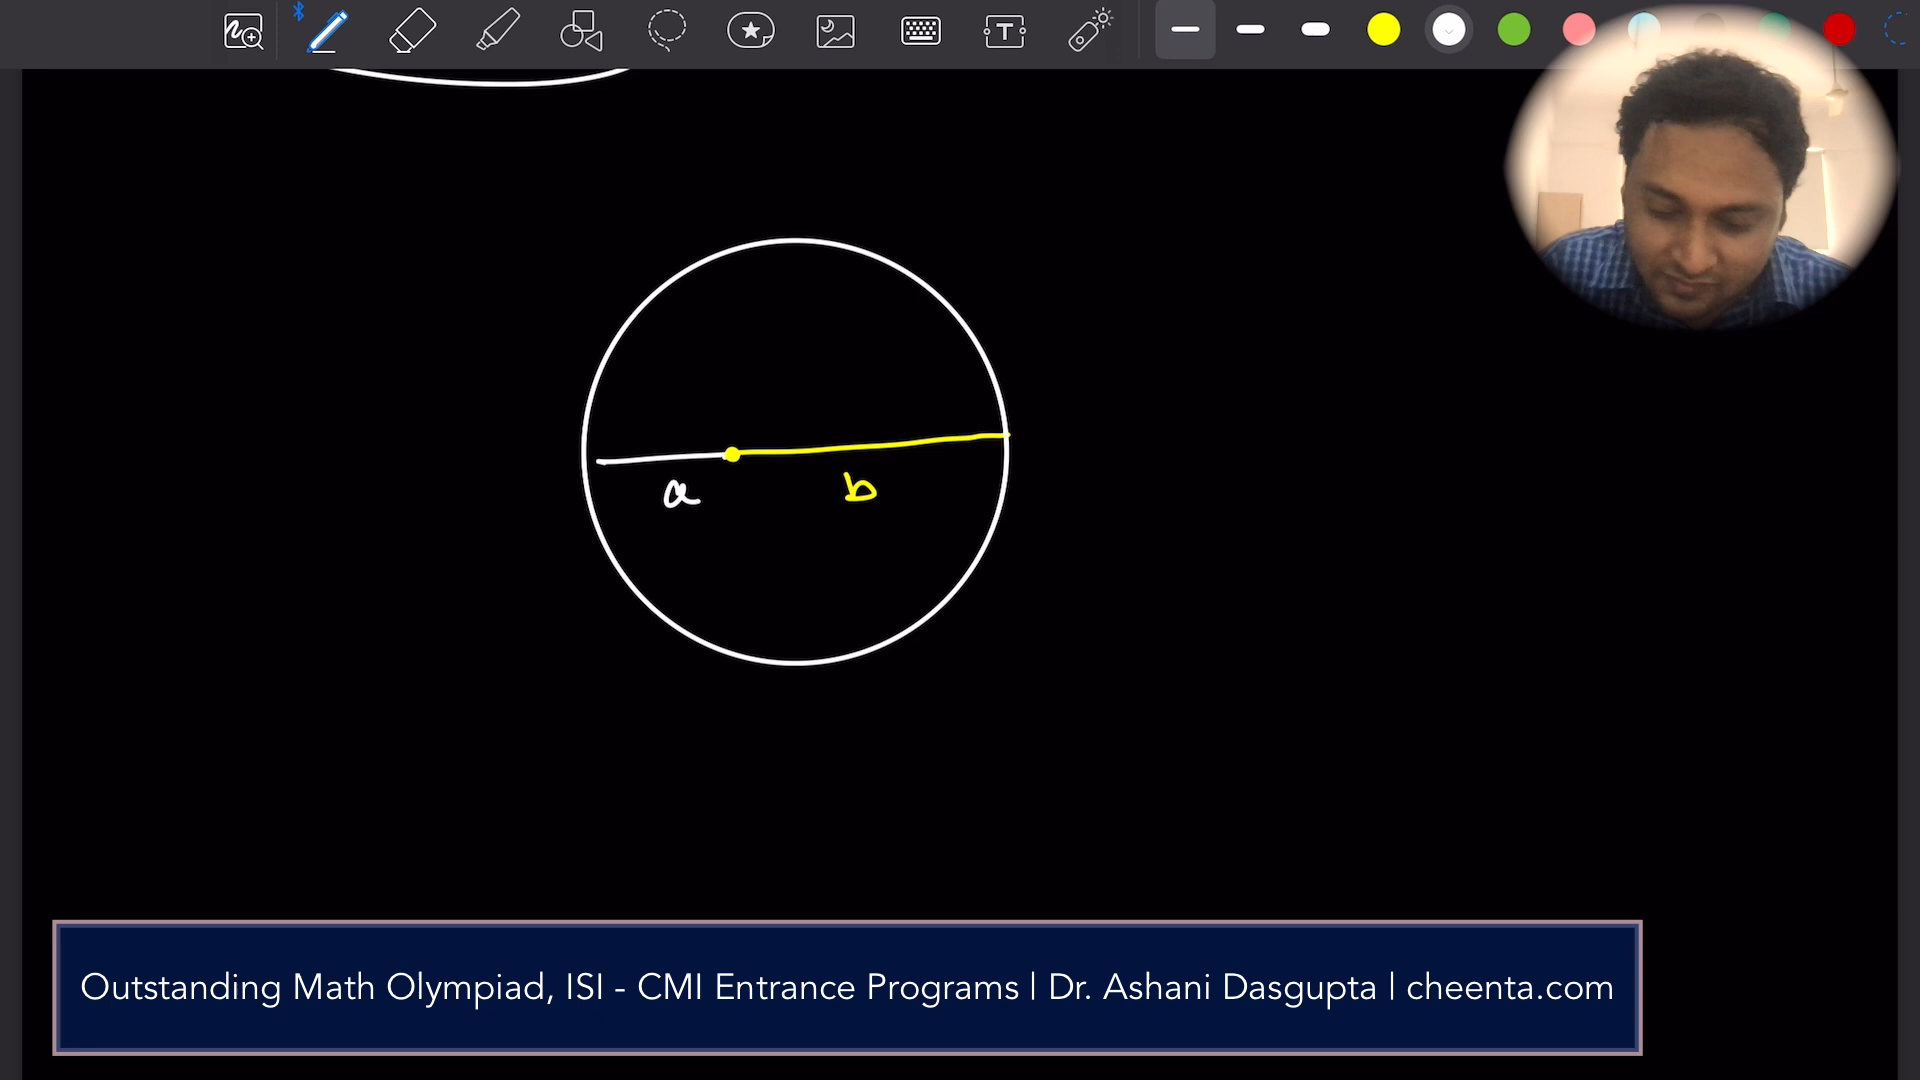 T
a
b
Outstanding Math Olympiad, ISI - CMI Entrance Programs | Dr. Ashani Dasgupta | cheenta.com